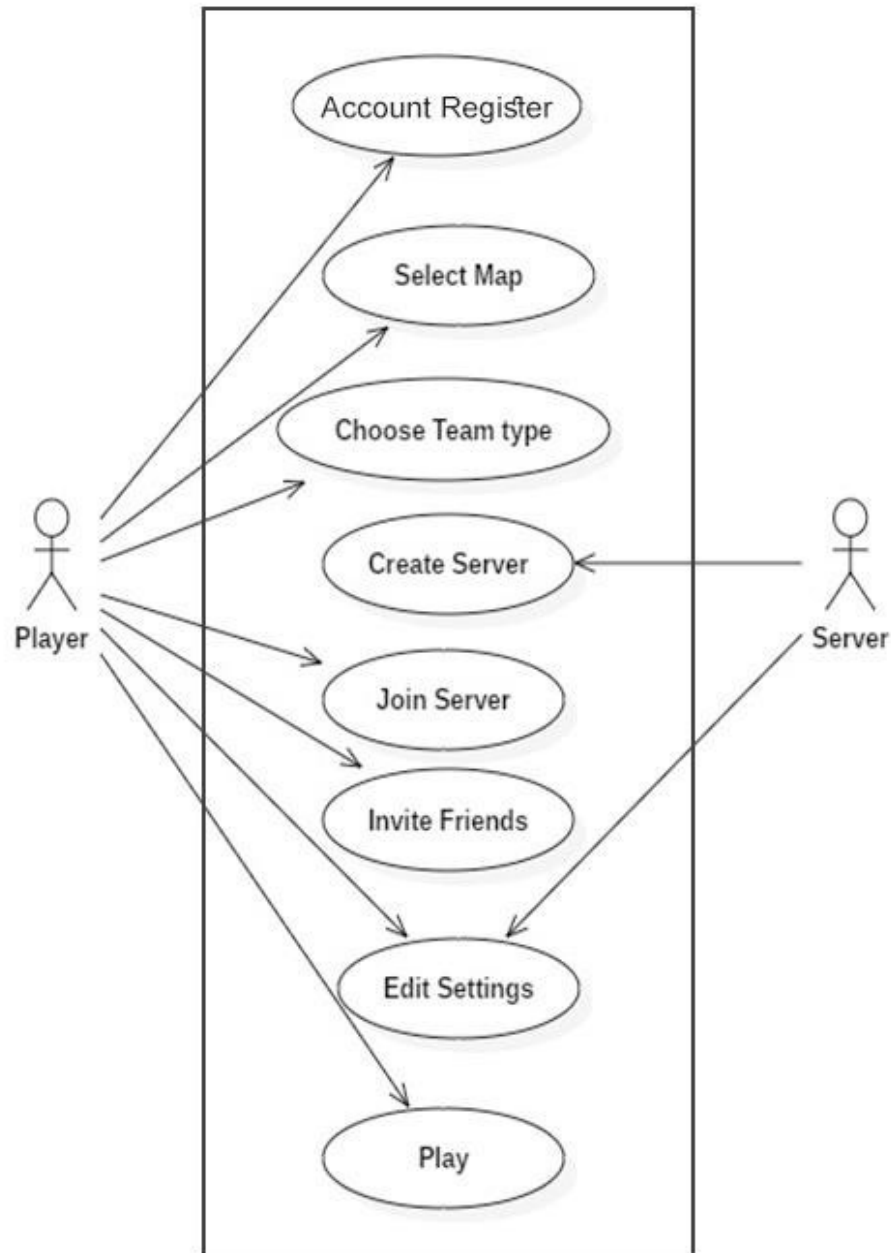 Account Register
Select Map
Choose Team type
Create Server
Player
Server
Join Server
Invite Friends
Edit Settings
Play